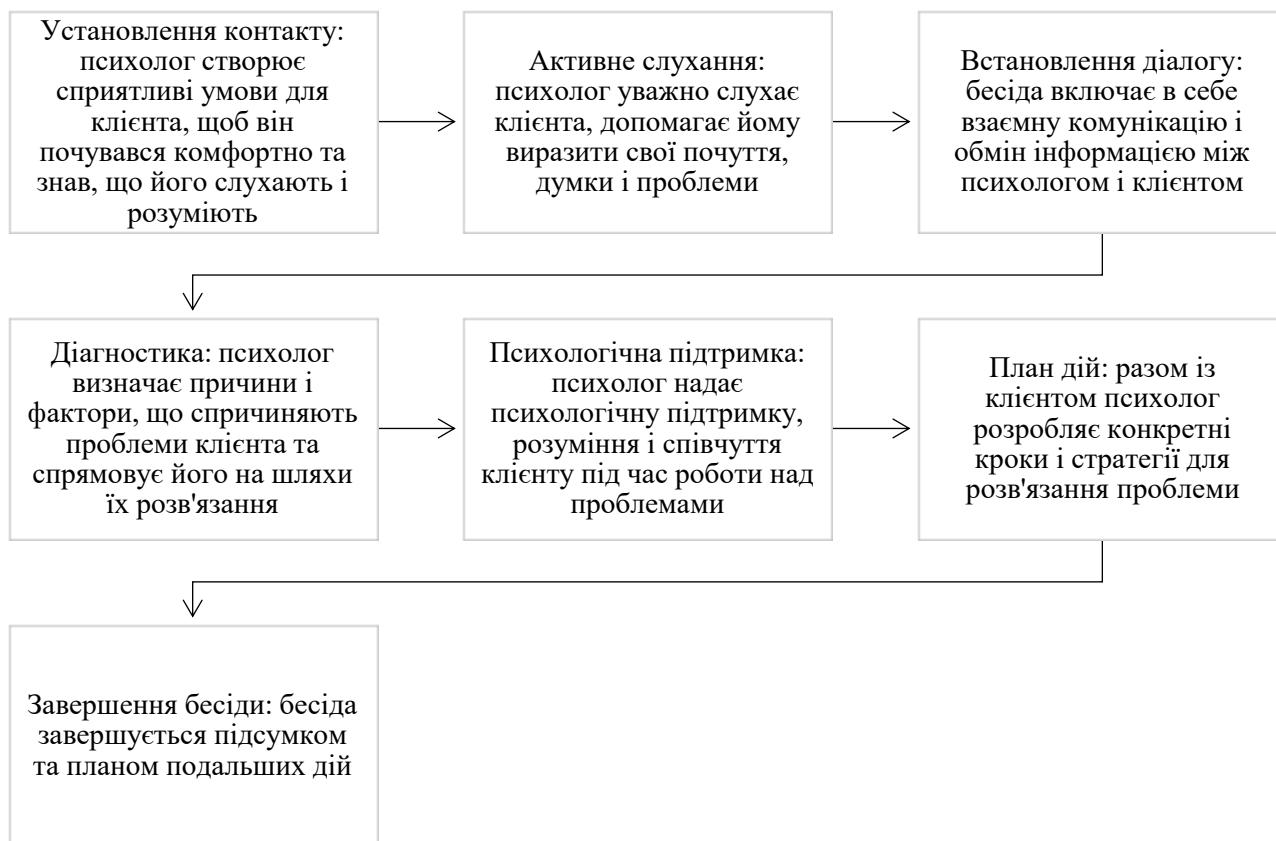 Установлення контакту:
психолог створює
сприятливі умови для
клієнта, щоб він
почувався комфортно та
знав, що його слухають і
розуміють
Активне слухання:
психолог уважно слухає
клієнта, допомагає йому
виразити свої почуття,
думки і проблеми
Встановлення діалогу:
бесіда включає в себе
взаємну комунікацію і
обмін інформацією між
психологом і клієнтом
Діагностика: психолог
визначає причини і
фактори, що спричиняють
проблеми клієнта та
спрямовує його на шляхи
їх розв'язання
Психологічна підтримка:
психолог надає
психологічну підтримку,
розуміння і співчуття
клієнту під час роботи над
проблемами
План дій: разом із
клієнтом психолог
розробляє конкретні
кроки і стратегії для
розв'язання проблеми
Завершення бесіди: бесіда
завершується підсумком
та планом подальших дій